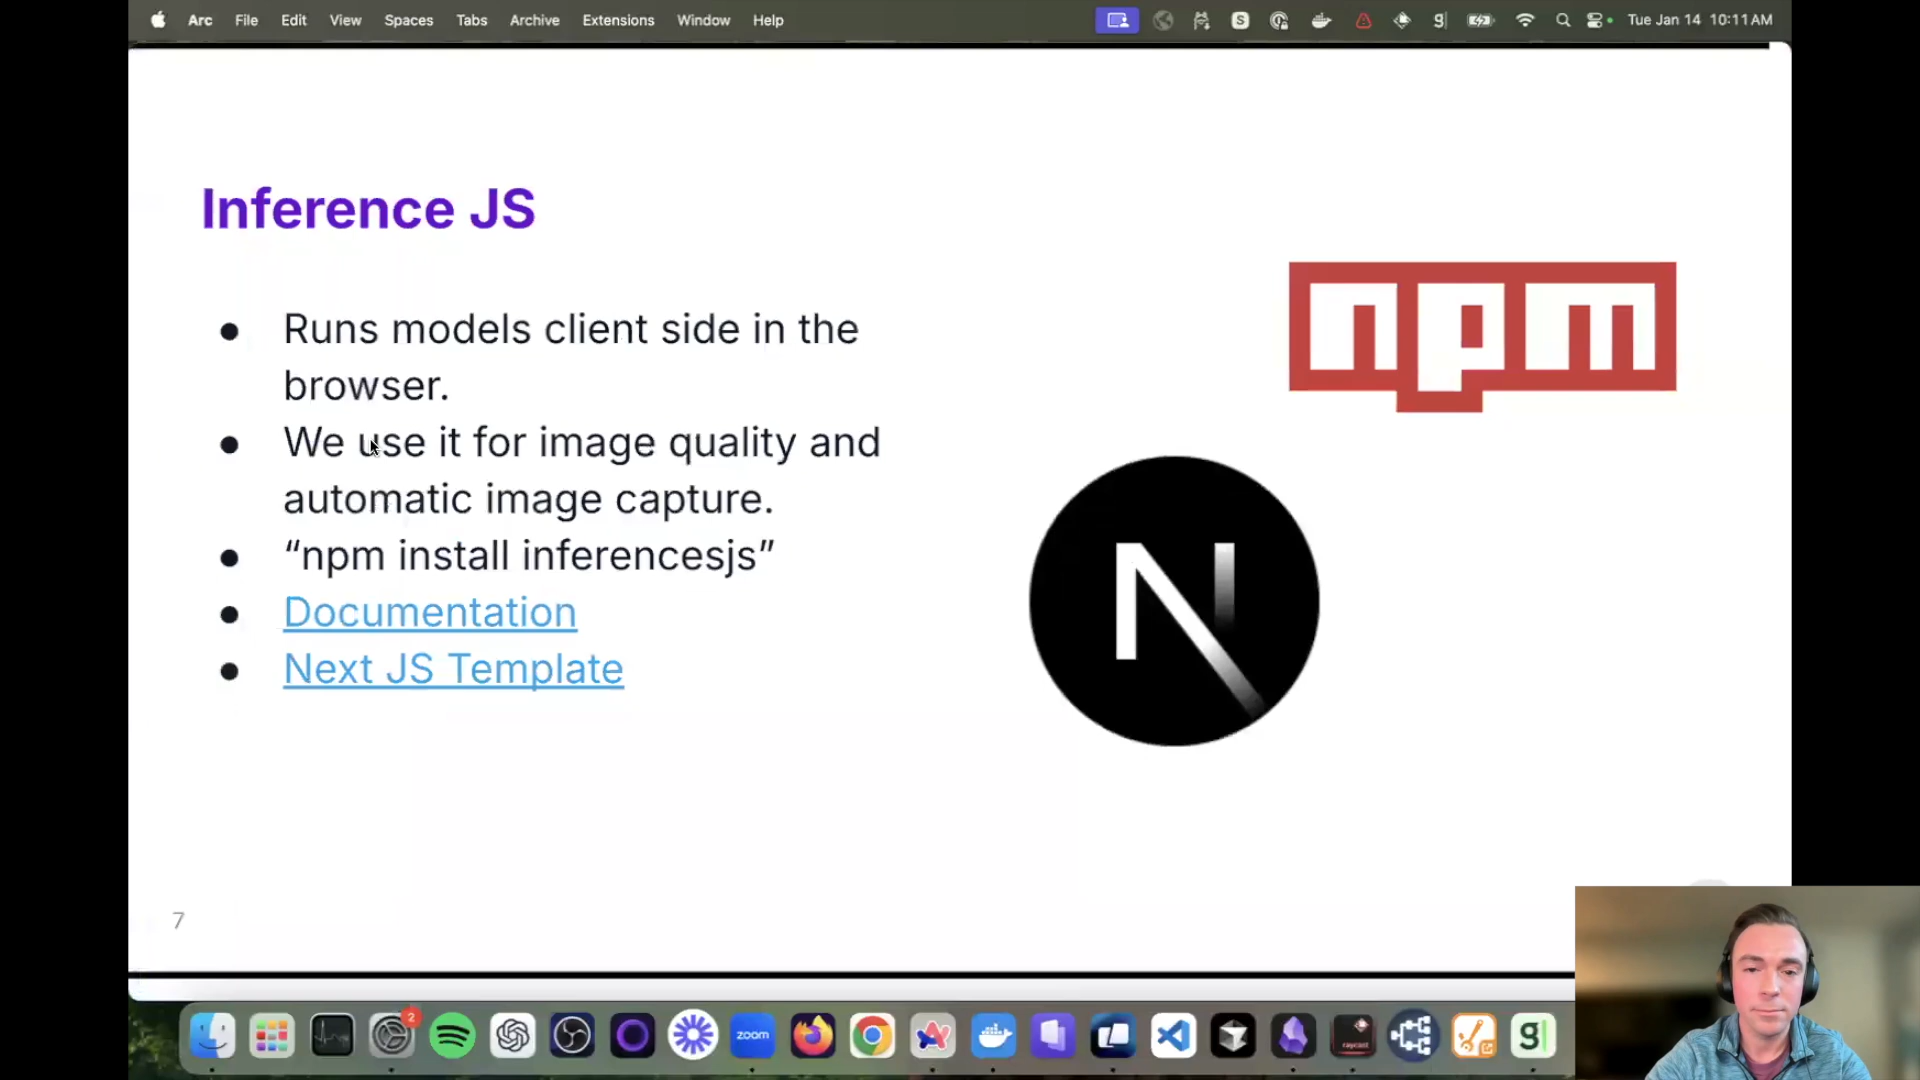 Arc File Edit View Spaces Tabs Archive Extensions Window Help S g Tue Jan 14 10:11 AM
Inference JS
● Runs models client side in the
browser.
● We use it for image quality and
automatic image capture.
● “npm install inferencesjs”
● Documentation
● Next JS Template
npm
N
7
2
zoom
raycast
g